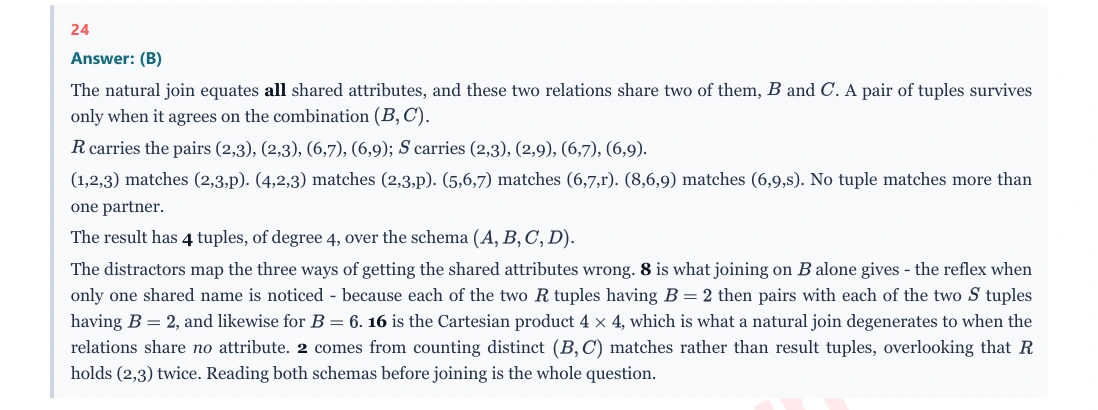 24
Answer: (B)
The natural join equates all shared attributes, and these two relations share two of them, B and C. A pair of tuples survives
only when it agrees on the combination (B, C).
R carries the pairs (2,3), (2,3), (6,7), (6,9); S carries (2,3), (2,9), (6,7), (6,9).
(1,2,3) matches (2,3,p). (4,2,3) matches (2,3,p). (5,6,7) matches (6,7,r). (8,6,9) matches (6,9,s). No tuple matches more than
one partner.
The result has 4 tuples, of degree 4, over the schema (A, B, C, D).
The distractors map the three ways of getting the shared attributes wrong. 8 is what joining on B alone gives - the reflex when
only one shared name is noticed - because each of the two R tuples having B = 2 then pairs with each of the two S tuples
having B = 2, and likewise for B = 6. 16 is the Cartesian product 4 × 4, which is what a natural join degenerates to when the
relations share no attribute. 2 comes from counting distinct (B, C) matches rather than result tuples, overlooking that R
holds (2,3) twice. Reading both schemas before joining is the whole question.